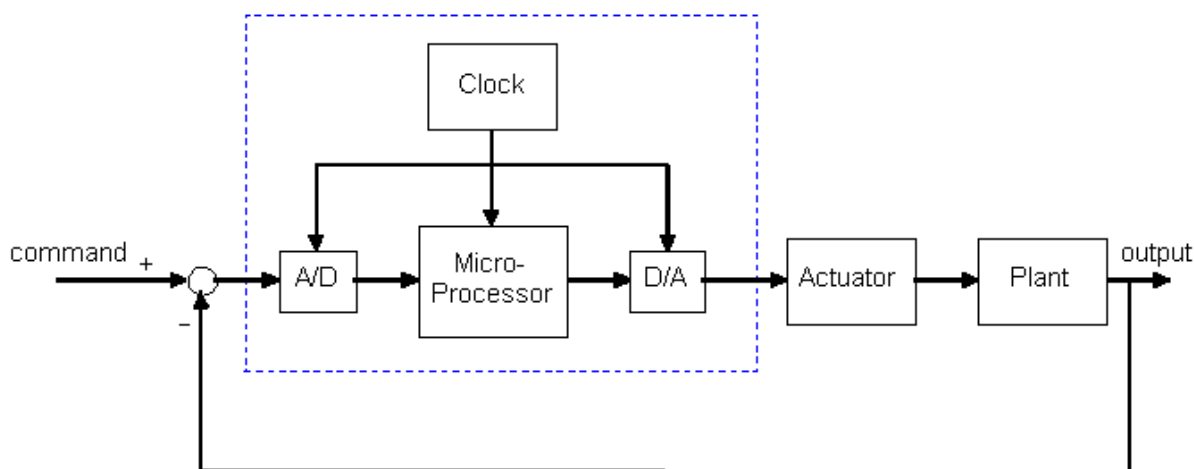 Clock
command
+
A/D
Micro-
Processor
D/A
Actuator
Plant
output
−